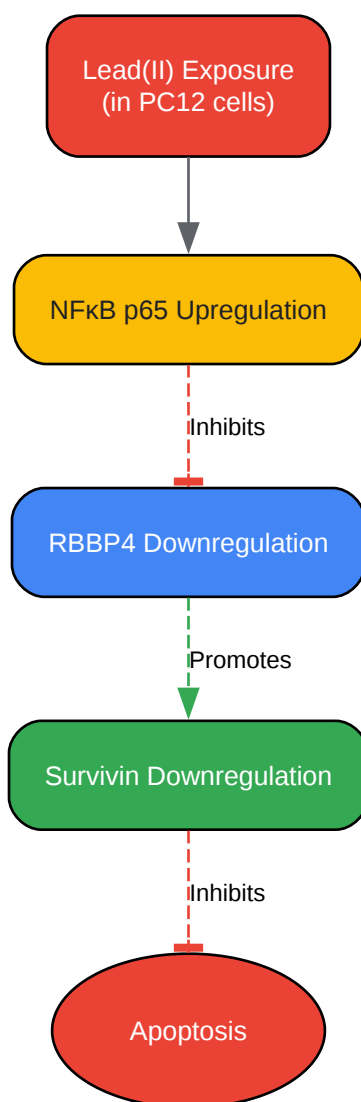 Lead(II) Exposure
(in PC12 cells)
NFκB p65 Upregulation
Inhibits
RBBP4 Downregulation
Promotes
Survivin Downregulation
Inhibits
Apoptosis